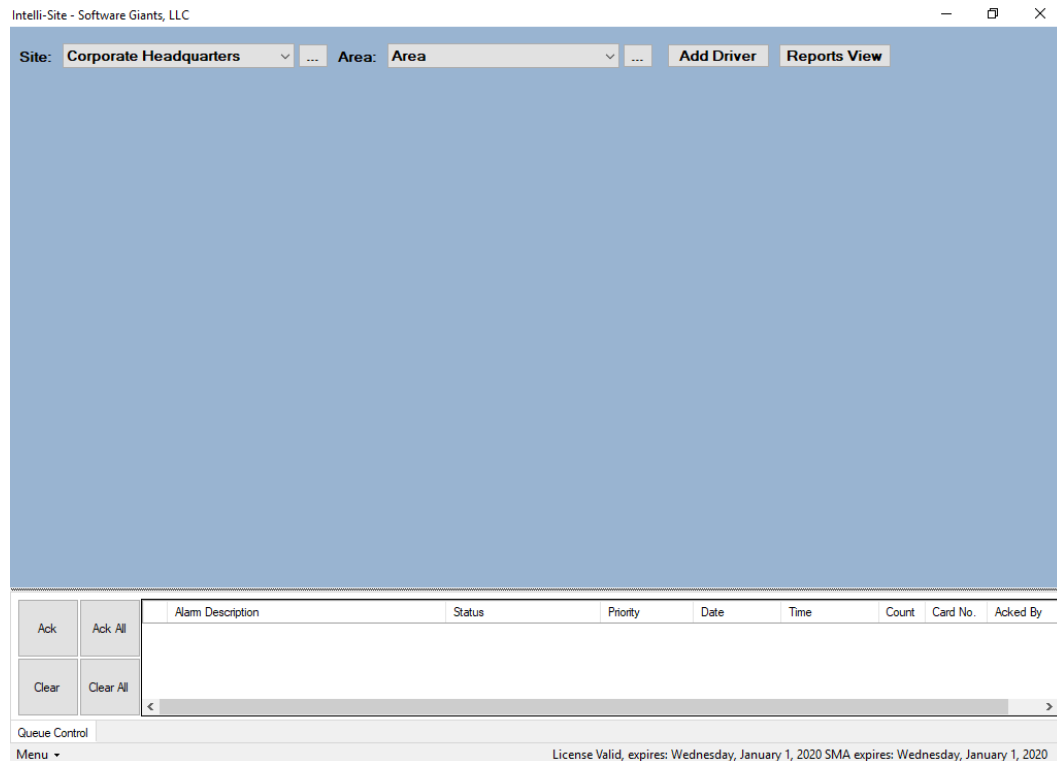 Intelli-Site - Software Giants, LLC
Site: Corporate Headquarters ... Area: Area ... Add Driver Reports View
Alarm Description Status Priority Date Time Count Card No. Acked By
Ack Ack All
Clear Clear All
Queue Control
Menu License Valid, expires: Wednesday, January 1, 2020 SMA expires: Wednesday, January 1, 2020